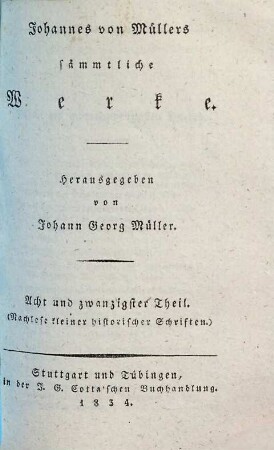 Johannes von Müllers
sämmtliche
Werke.
Herausgegeben
von
Johann Georg Müller.
Acht und zwanzigster Theil.
(Nachlese kleiner historischer Schriften.)
Stuttgart und Tübingen,
in der J. G. Cotta'schen Buchhandlung.
1834.